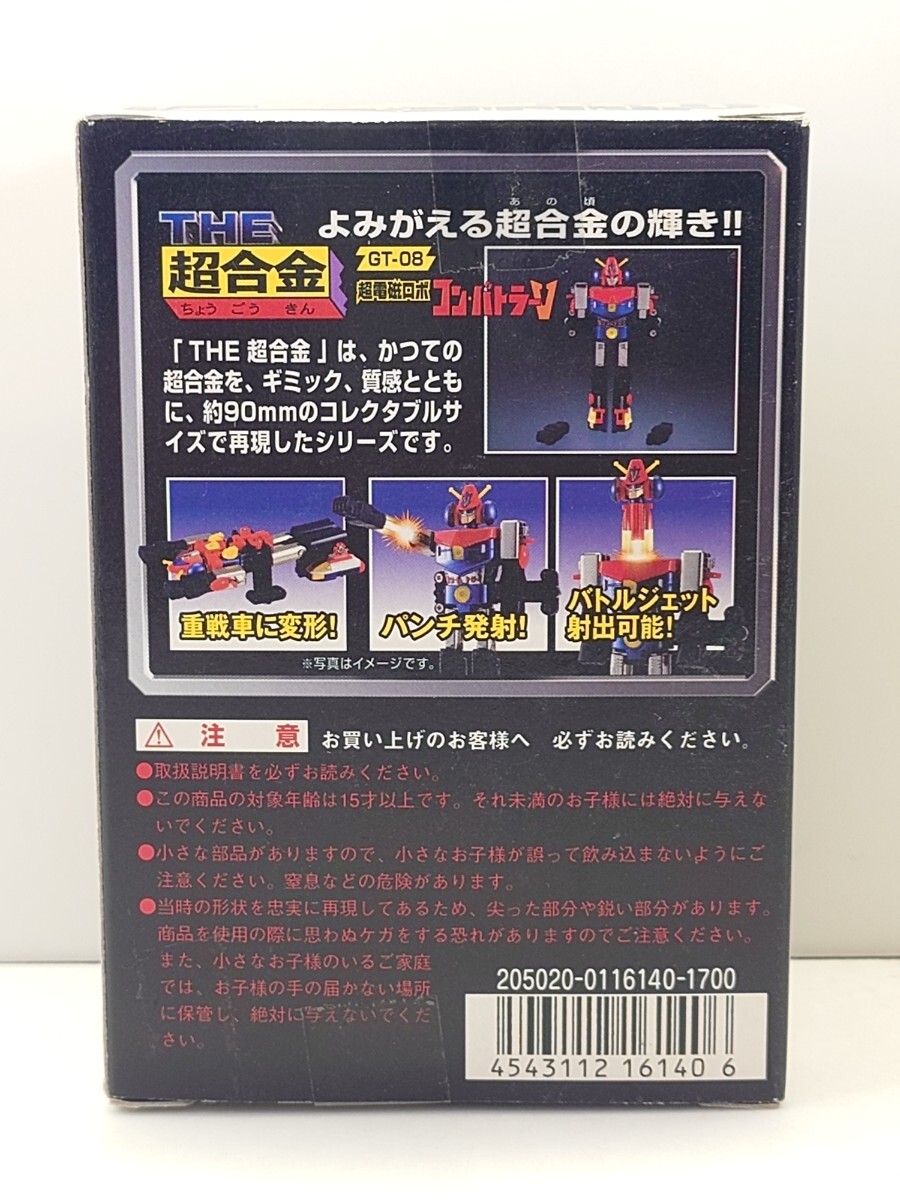 THE
超合金
ちょう ごう きん
あの頃
よみがえる超合金の輝き!!
GT-08
超電磁ロボ
コン・バトラーV
「THE 超合金」は、かつての
超合金を、ギミック、質感ととも
に、約90mmのコレクタブルサ
イズで再現したシリーズです。
重戦車に変形!
パンチ発射!
バトルジェット
射出可能!
※写真はイメージです。
注 意
お買い上げのお客様へ 必ずお読みください。
●取扱説明書を必ずお読みください。
●この商品の対象年齢は15才以上です。それ未満のお子様には絶対に与えな
いでください。
●小さな部品がありますので、小さなお子様が誤って飲み込まないようにご
注意ください。窒息などの危険があります。
●当時の形状を忠実に再現してあるため、尖った部分や鋭い部分があります。
商品を使用の際に思わぬケガをする恐れがありますのでご注意ください。
また、小さなお子様のいるご家庭
では、お子様の手の届かない場所
に保管し、絶対に与えないでくだ
さい。
205020-0116140-1700
4543112 16140 6